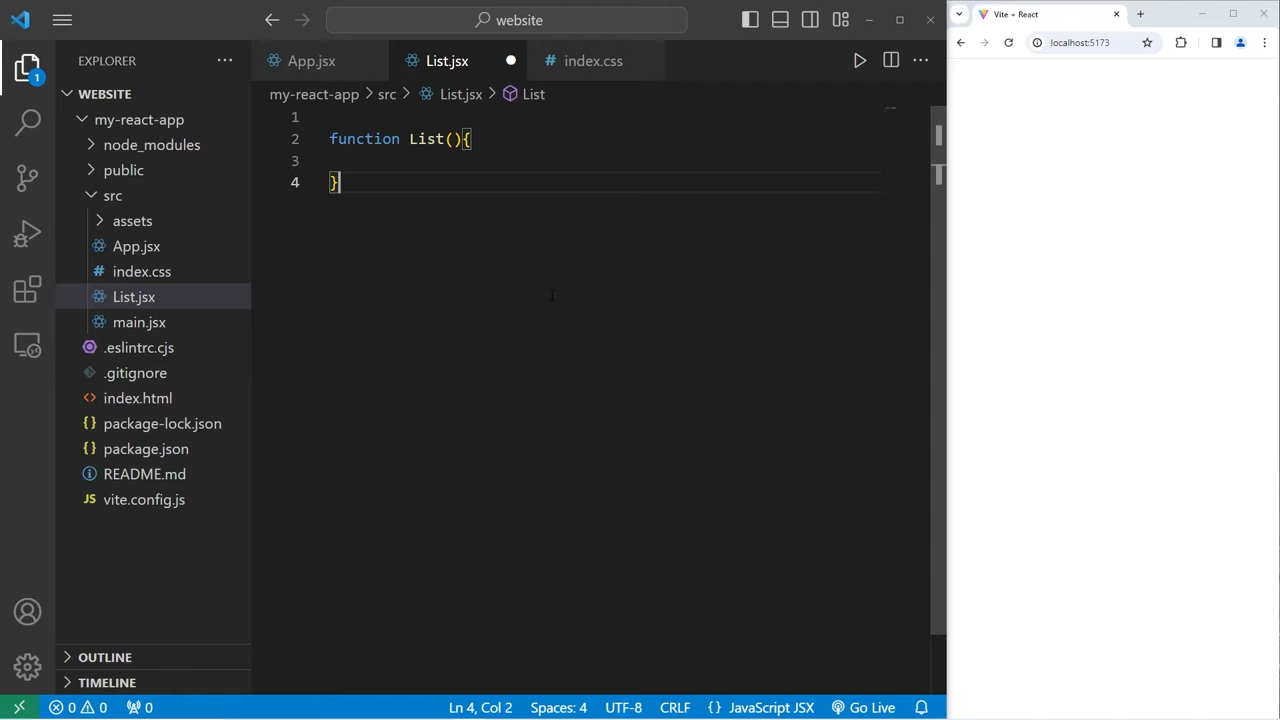 website
EXPLORER
WEBSITE
my-react-app
node_modules
public
src
assets
App.jsx
index.css
List.jsx
main.jsx
.eslintrc.cjs
.gitignore
index.html
package-lock.json
package.json
README.md
vite.config.js
OUTLINE
TIMELINE
1
App.jsx
List.jsx
index.css
my-react-app > src > List.jsx > List
1
2 function List(){
3
4 }
0 0 0
Ln 4, Col 2
Spaces: 4
UTF-8
CRLF
{} JavaScript JSX
Go Live
Vite + React
localhost:5173